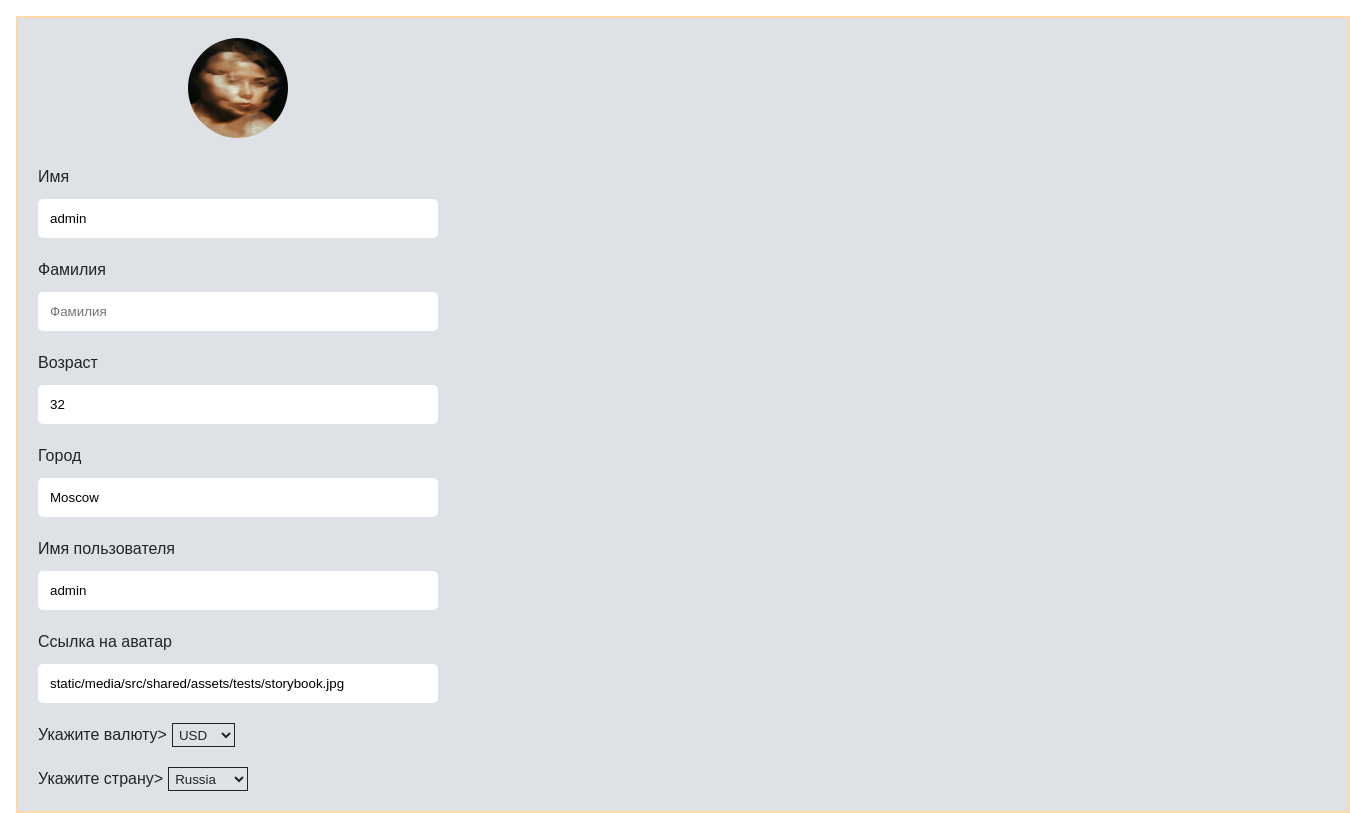 Имя
admin
Фамилия
Фамилия
Возраст
32
Город
Moscow
Имя пользователя
admin
Ссылка на аватар
static/media/src/shared/assets/tests/storybook.jpg
Укажите валюту> USD
Укажите страну> Russia